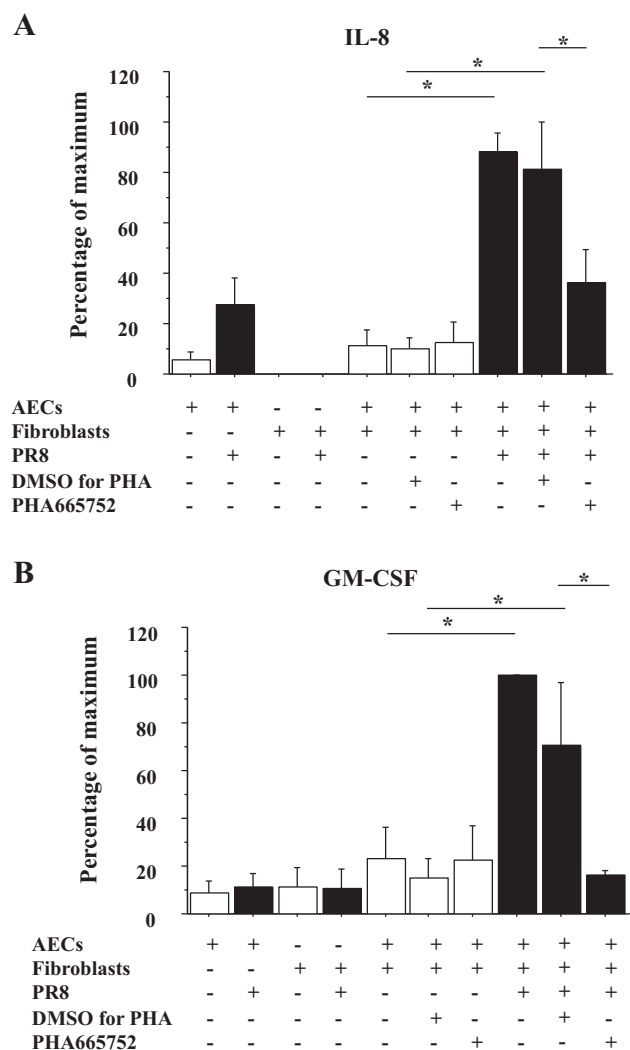 A
IL-8
*
*
*
120
100
80
60
40
20
0
Percentage of maximum
AECs + + - - + + + + + +
Fibroblasts - - + + + + + + + +
PR8 - + - + - - - + + +
DMSO for PHA - - - - - + - - + -
PHA665752 - - - - - - + - - +
B
GM-CSF
*
*
*
120
100
80
60
40
20
0
Percentage of maximum
AECs + + - - + + + + + +
Fibroblasts - - + + + + + + + +
PR8 - + - + - - - + + +
DMSO for PHA - - - - - + - - + -
PHA665752 - - - - - - + - - +